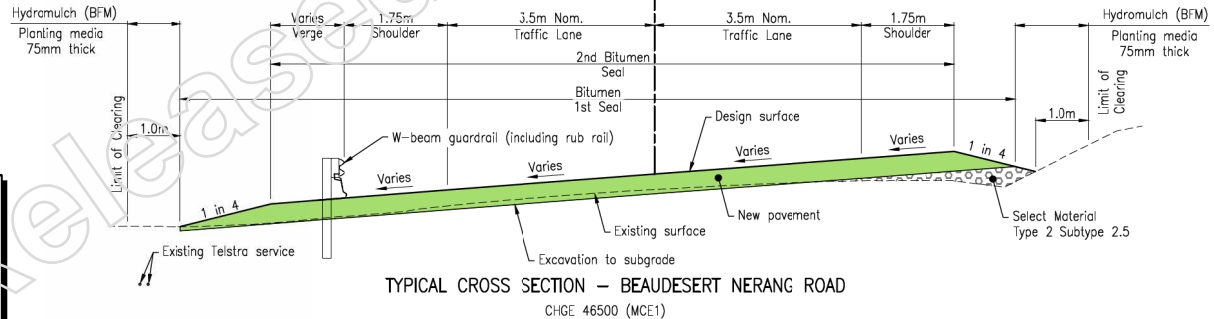 Hydromulch (BFM)
Planting media
75mm thick
Varies
Verge
1.75m
Shoulder
3.5m Nom.
Traffic Lane
3.5m Nom.
Traffic Lane
1.75m
Shoulder
Hydromulch (BFM)
Planting media
75mm thick
2nd Bitumen
Seal
Bitumen
1st Seal
Limit of
Clearing
1.0m
Limit of Clearing
1.0m
W-beam guardrail (including rub rail)
Design surface
Varies
Varies
Varies
Varies
1 in 4
1 in 4
New pavement
Existing surface
Select Material
Type 2 Subtype 2.5
Existing Telstra service
Excavation to subgrade
TYPICAL CROSS SECTION – BEAUDESERT NERANG ROAD
CHGE 46500 (MCE1)
Released